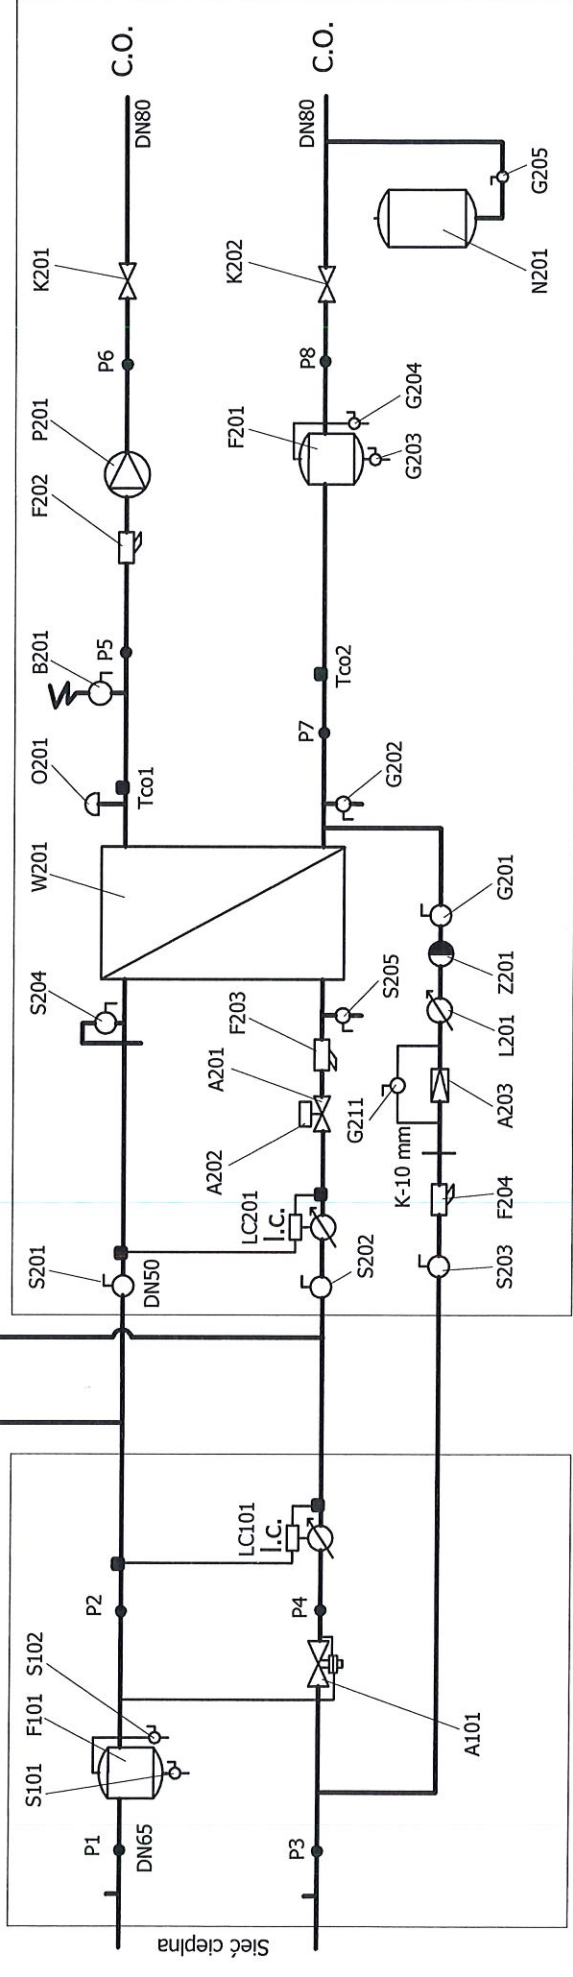 Sieć cieplna
P1
DN65
S101
F101
S102
P2
P3
A101
P4
LC101
I.C.
S201
DN50
S204
LC201
I.C.
S202
A202
A201
F203
S205
S203
F204
K-10 mm
G211
A203
L201
Z201
G201
W201
O201
Tco1
B201
P5
F202
P201
P6
K201
DN80
C.O.
G202
P7
Tco2
F201
G203
G204
P8
K202
DN80
C.O.
N201
G205